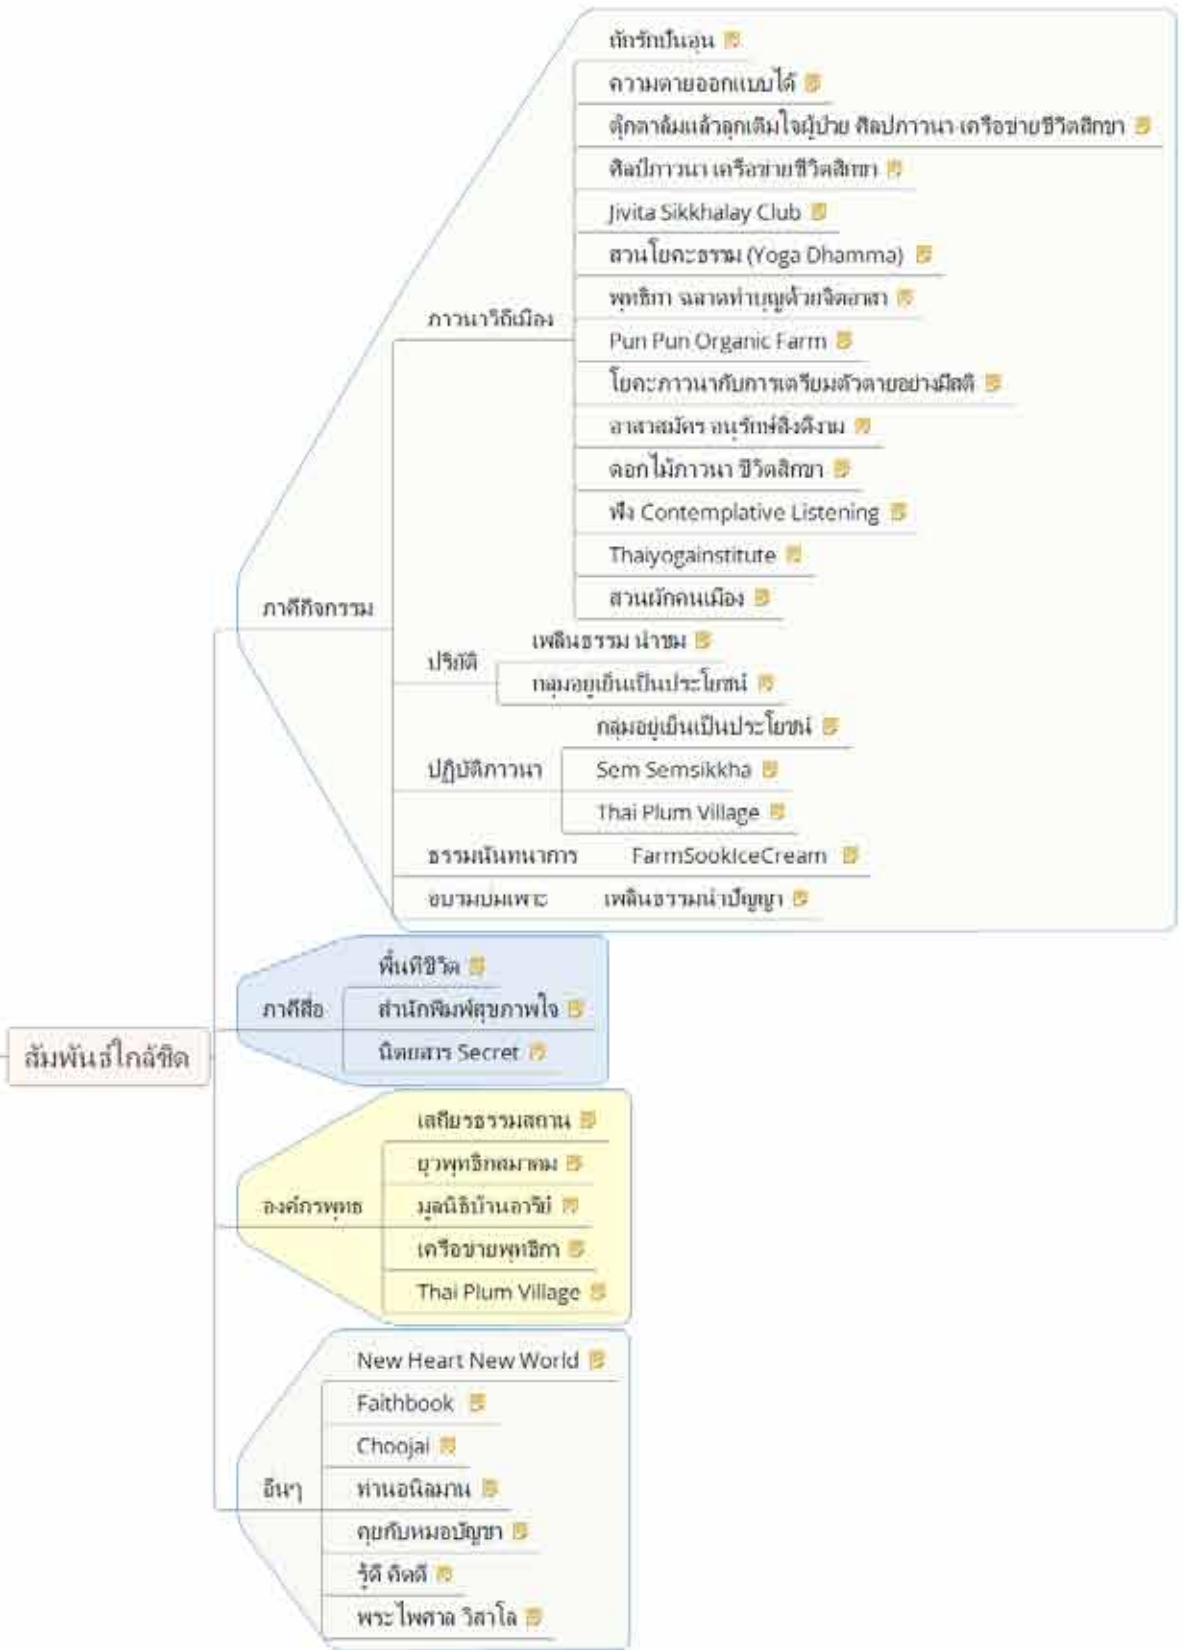 ถักรักปันอุ่น
ความตายออกแบบได้
ตุ๊กตาล้มแล้วลุกเติมใจผู้ป่วย ศิลปภาวนา เครือข่ายชีวิตสิกขา
ศิลป์ภาวนา เครือข่ายชีวิตสิกขา
Jivita Sikkhalay Club
สวนโยคะธรรม (Yoga Dhamma)
พุทธิกา ฉลาดทำบุญด้วยจิตอาสา
ภาวนาวิถีเมือง
Pun Pun Organic Farm
โยคะภาวนากับการเตรียมตัวตายอย่างมีสติ
อาสาสมัคร อนุรักษ์สิ่งดีงาม
ดอกไม้ภาวนา ชีวิตสิกขา
ฟัง Contemplative Listening
Thaiyogainstitute
สวนผักคนเมือง
ภาคีกิจกรรม
เพลินธรรม นำชม
ปริยัติ
กลุ่มอยู่เย็นเป็นประโยชน์
กลุ่มอยู่เย็นเป็นประโยชน์
ปฏิบัติภาวนา
Sem Semsikkha
Thai Plum Village
ธรรมนันทนาการ FarmSookIceCream
อบรมบ่มเพาะ เพลินธรรมนำปัญญา
พื้นที่ชีวิต
ภาคีสื่อ
สำนักพิมพ์สุขภาพใจ
นิตยสาร Secret
สัมพันธ์ใกล้ชิด
เสถียรธรรมสถาน
ยุวพุทธิกสมาคม
องค์กรพุทธ
มูลนิธิบ้านอารีย์
เครือข่ายพุทธิกา
Thai Plum Village
New Heart New World
Faithbook
Choojai
อื่นๆ
ท่านอนิลมาน
คุยกับหมอบัญชา
รู้ดี คิดดี
พระไพศาล วิสาโล